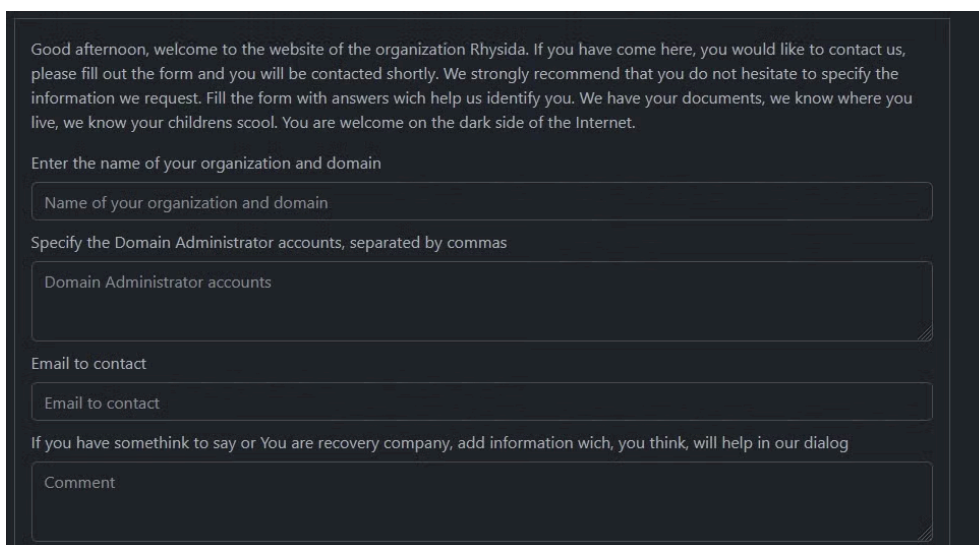 Good afternoon, welcome to the website of the organization Rhysida. If you have come here, you would like to contact us,
please fill out the form and you will be contacted shortly. We strongly recommend that you do not hesitate to specify the
information we request. Fill the form with answers wich help us identify you. We have your documents, we know where you
live, we know your childrens scool. You are welcome on the dark side of the Internet.
Enter the name of your organization and domain
Name of your organization and domain
Specify the Domain Administrator accounts, separated by commas
Domain Administrator accounts
Email to contact
Email to contact
If you have somethink to say or You are recovery company, add information wich, you think, will help in our dialog
Comment